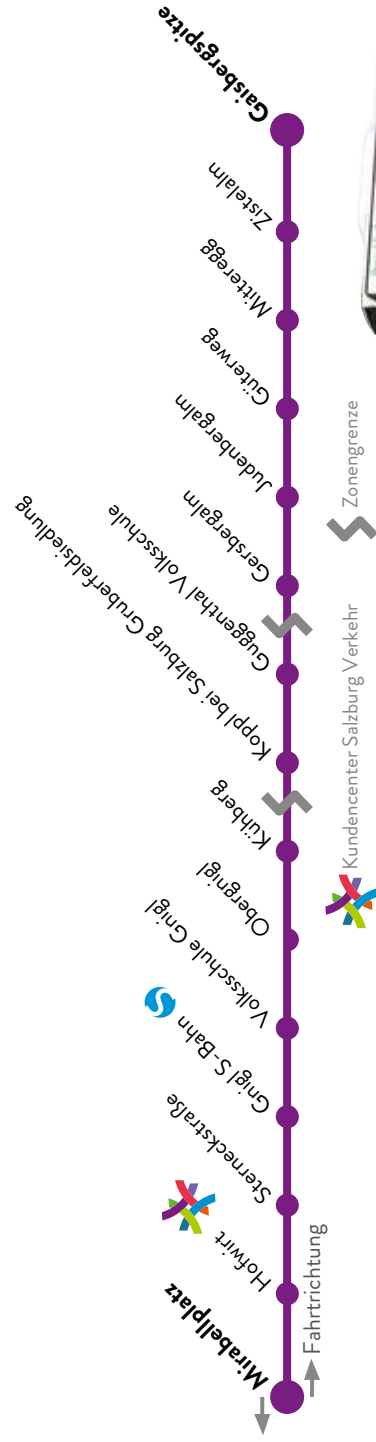 Mirabellplatz
Hofwirt
Sterneckstraße
Gnigl S-Bahn
Volksschule Gnigl
Obergnigl
Kühberg
Koppl bei Salzburg Gruberfeldsiedlung
Guggenthal Volksschule
Gersbergalm
Judenbergalm
Güterweg
Mitteregg
Zistelalm
Gaisbergspitze
Fahrtrichtung
Kundencenter Salzburg Verkehr
Zonengrenze